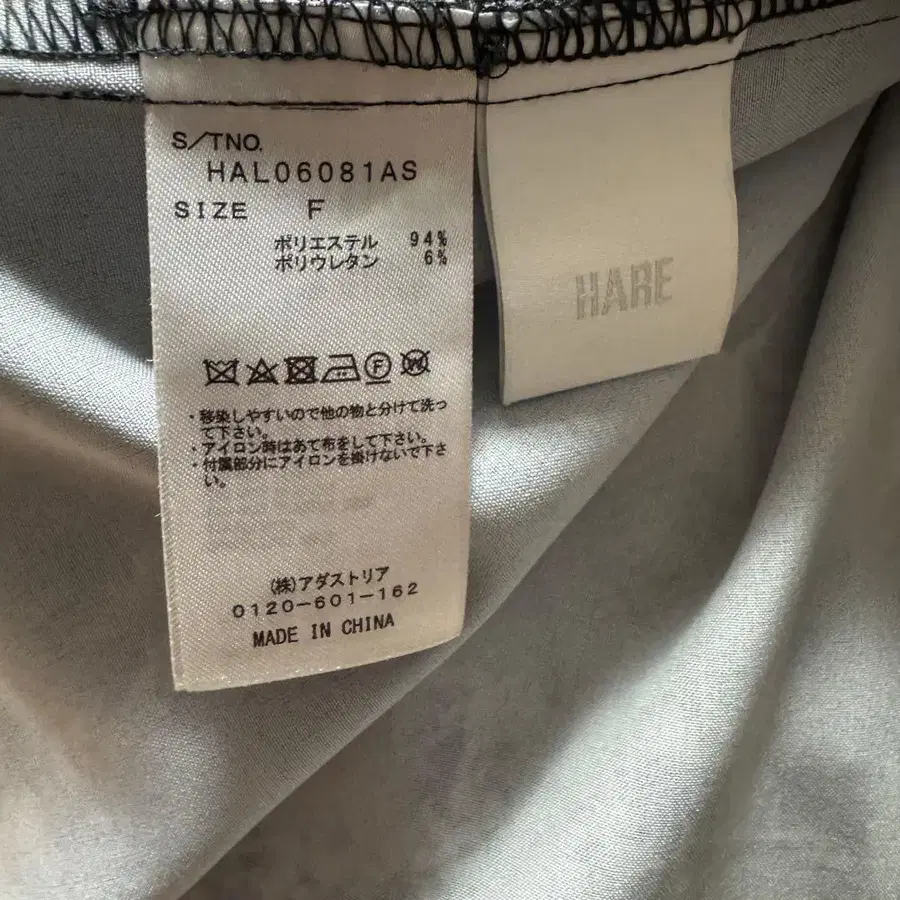 S/TNO.
HAL06081AS
SIZE F
ポリエステル 94%
ポリウレタン 6%
F
W
・移染しやすいので他の物と分けて洗っ
て下さい。
・アイロン時はあて布をして下さい。
・付属部分にアイロンを掛けないで下さ
い。
(株)アダストリア
0120-601-162
MADE IN CHINA
HARE